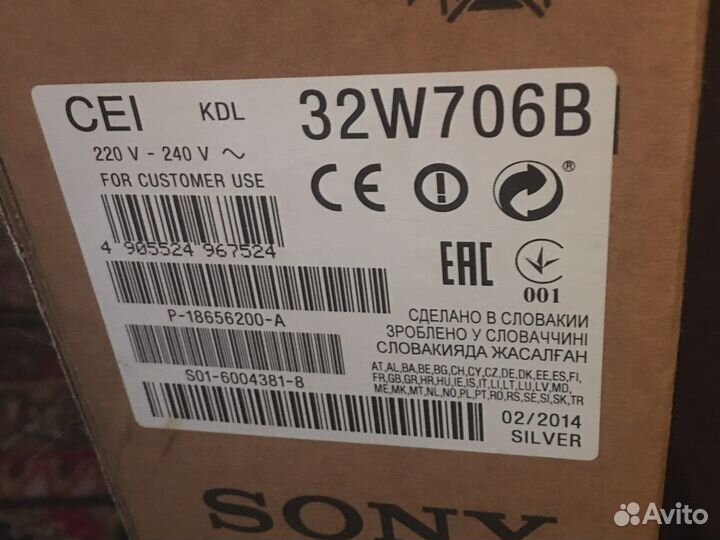 CEI KDL 32W706B
220 V - 240 V ~
FOR CUSTOMER USE
CE
4 905524 967524
EAC
001
P-18656200-A
СДЕЛАНО В СЛОВАКИИ
ЗРОБЛЕНО У СЛОВАЧЧИНІ
СЛОВАКИЯДА ЖАСАЛҒАН
S01-6004381-8
AT,AL,BA,BE,BG,CH,CY,CZ,DE,DK,EE,ES,FI,
FR,GB,GR,HR,HU,IE,IS,IT,LI,LT,LU,LV,MD,
ME,MK,MT,NL,NO,PL,PT,RO,RS,SE,SI,SK,TR
02/2014
SILVER
SONY
Avito